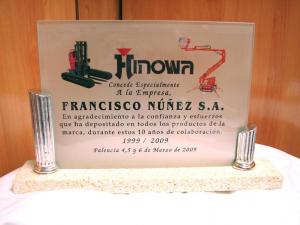 HINOWA
Concede Especialmente
A la Empresa,
FRANCISCO NÚÑEZ S.A.
En agradecimiento a la confianza y esfuerzos
que ha depositado en todos los productos de la
marca, durante estos 10 años de colaboración.
1999 / 2009
Palencia 4, 5 y 6 de Marzo de 2009